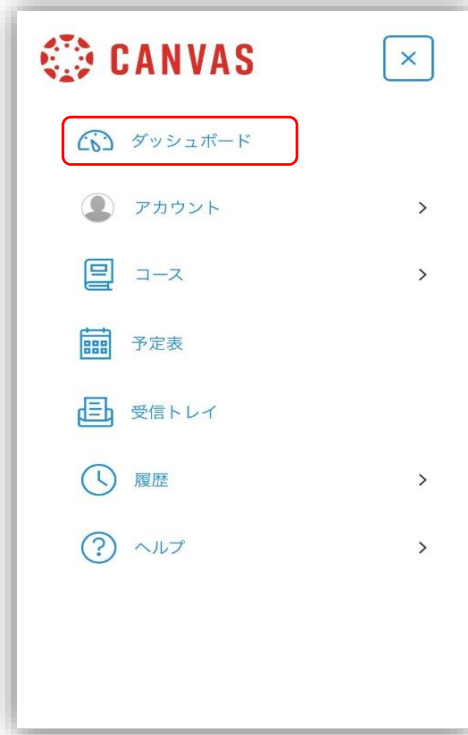 CANVAS
ダッシュボード
アカウント
コース
予定表
受信トレイ
履歴
ヘルプ